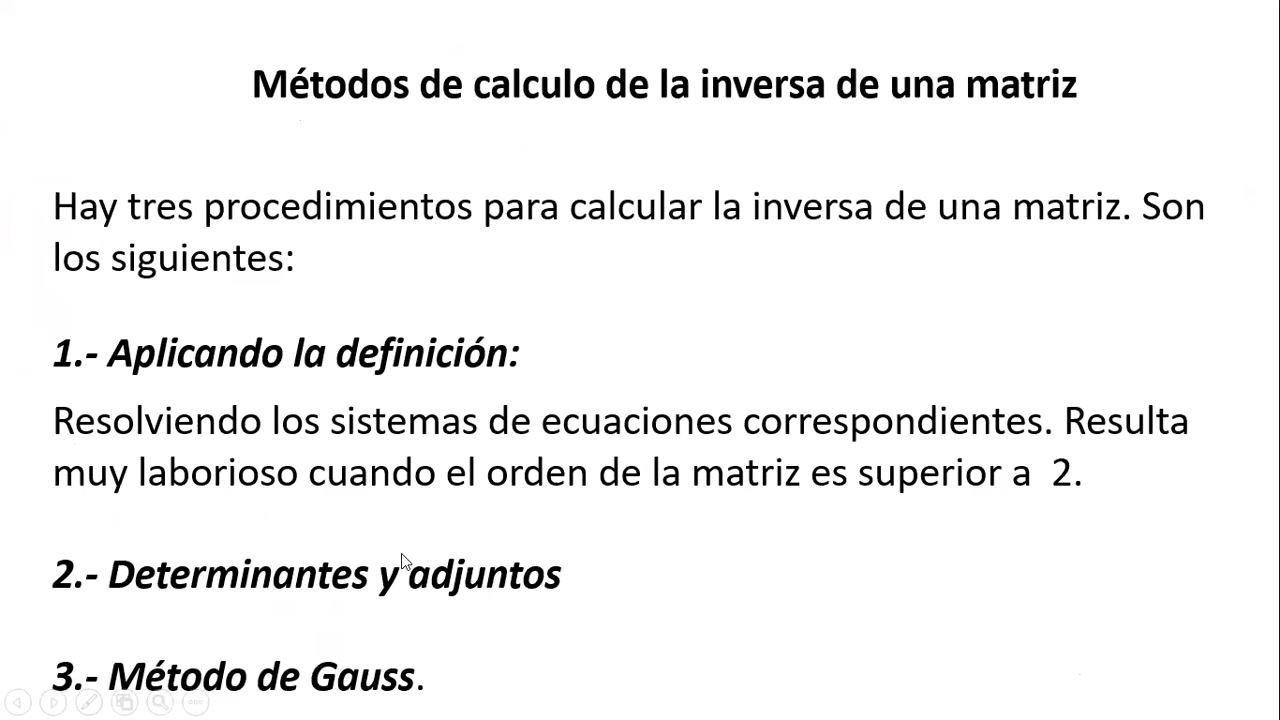 Métodos de calculo de la inversa de una matriz
Hay tres procedimientos para calcular la inversa de una matriz. Son
los siguientes:
1.- Aplicando la definición:
Resolviendo los sistemas de ecuaciones correspondientes. Resulta
muy laborioso cuando el orden de la matriz es superior a 2.
2.- Determinantes y adjuntos
3.- Método de Gauss.